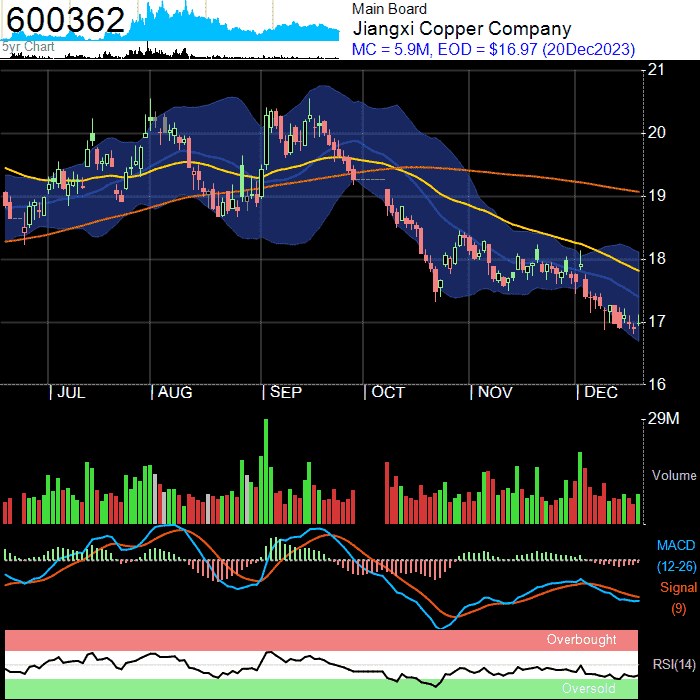 600362
5yr Chart
Main Board
Jiangxi Copper Company
MC = 5.9M, EOD = $16.97 (20Dec2023)
21
20
19
18
17
16
JUL
AUG
SEP
OCT
NOV
DEC
29M
Volume
MACD
(12-26)
Signal
(9)
Overbought
RSI(14)
Oversold